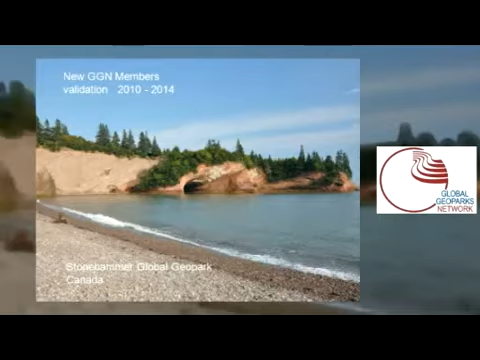 New GGN Members
validation 2010 - 2014
GLOBAL
GEOPARKS
NETWORK
Stonehammer Global Geopark
Canada